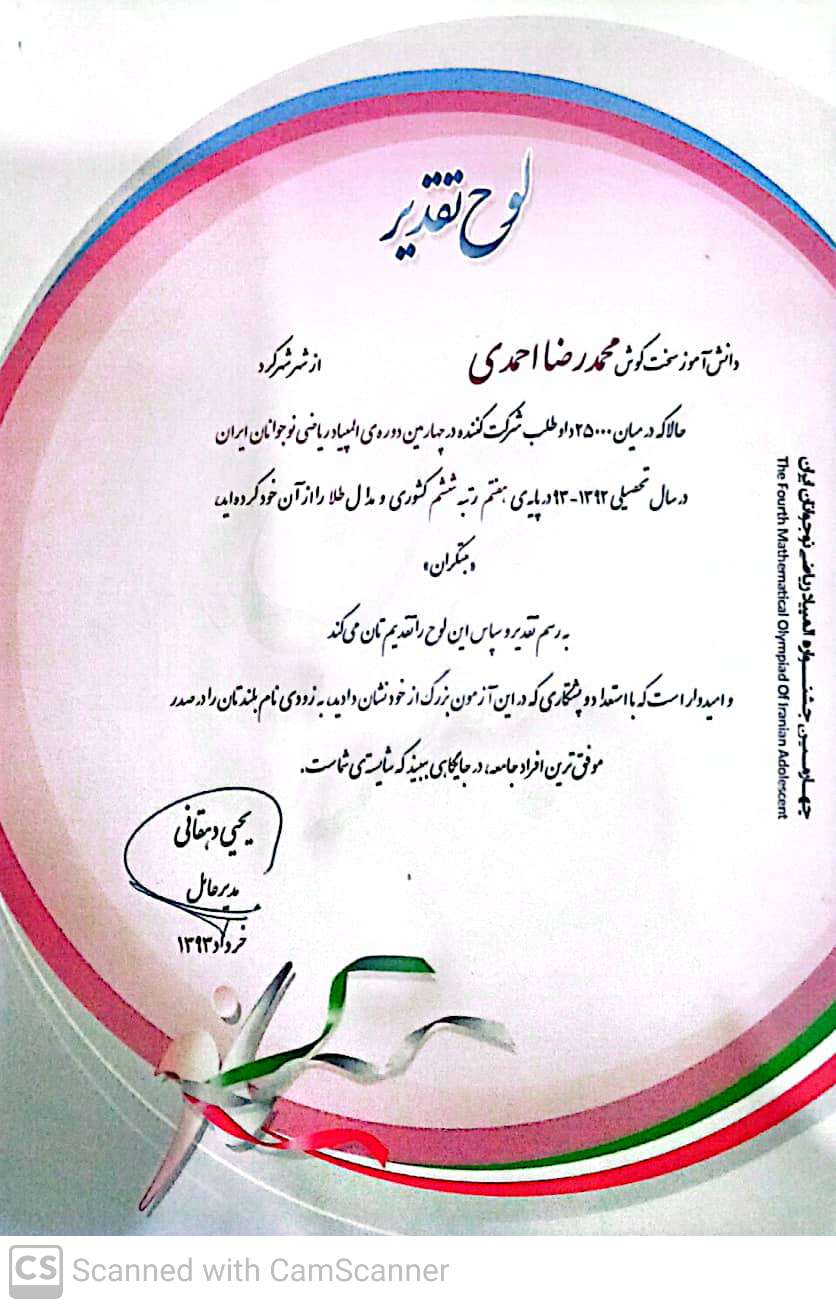 لوح تقدیر
دانش آموز سخت کوش محمدرضا احمدی از شهر شهرکرد
حالا که در میان ۲۵۰۰۰ داوطلب شرکت کننده در چهارمین دوره ی المپیاد ریاضی نوجوانان ایران
در سال تحصیلی ۱۳۹۲-۹۳ در پایه ی هفتم رتبه ششم کشوری و مدال طلا را از آن خود کرده اید،
«مبتکران»
به رسم تقدیر و سپاس این لوح را تقدیم تان می کند
و امیدوار است که با استعداد و پشتکاری که در این آزمون بزرگ از خود نشان دادید، به زودی نام بلندتان را در صدر
موفق ترین افراد جامعه، در جایگاهی ببیند که شایسته ی شماست.
یحیی دهقانی
مدیر عامل
خرداد ۱۳۹۳
چهارمین جشنواره المپیاد ریاضی نوجوانان ایران
The Fourth Mathematical Olympiad Of Iranian Adolescent
CS Scanned with CamScanner